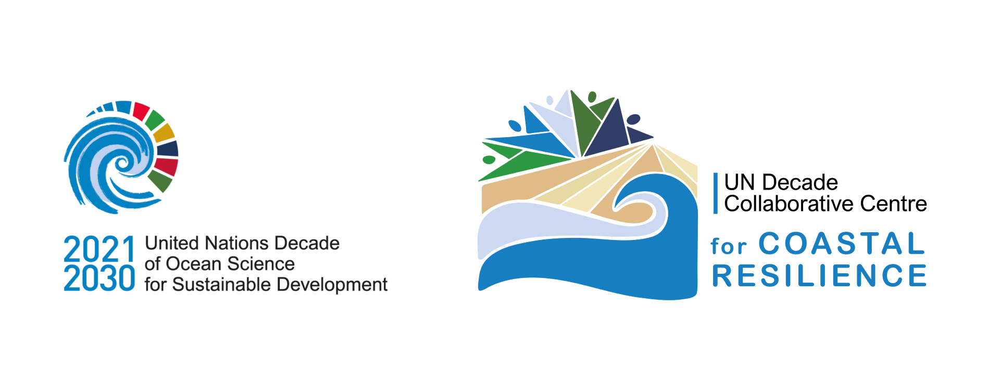 2021
2030
United Nations Decade
of Ocean Science
for Sustainable Development
UN Decade
Collaborative Centre
for COASTAL
RESILIENCE